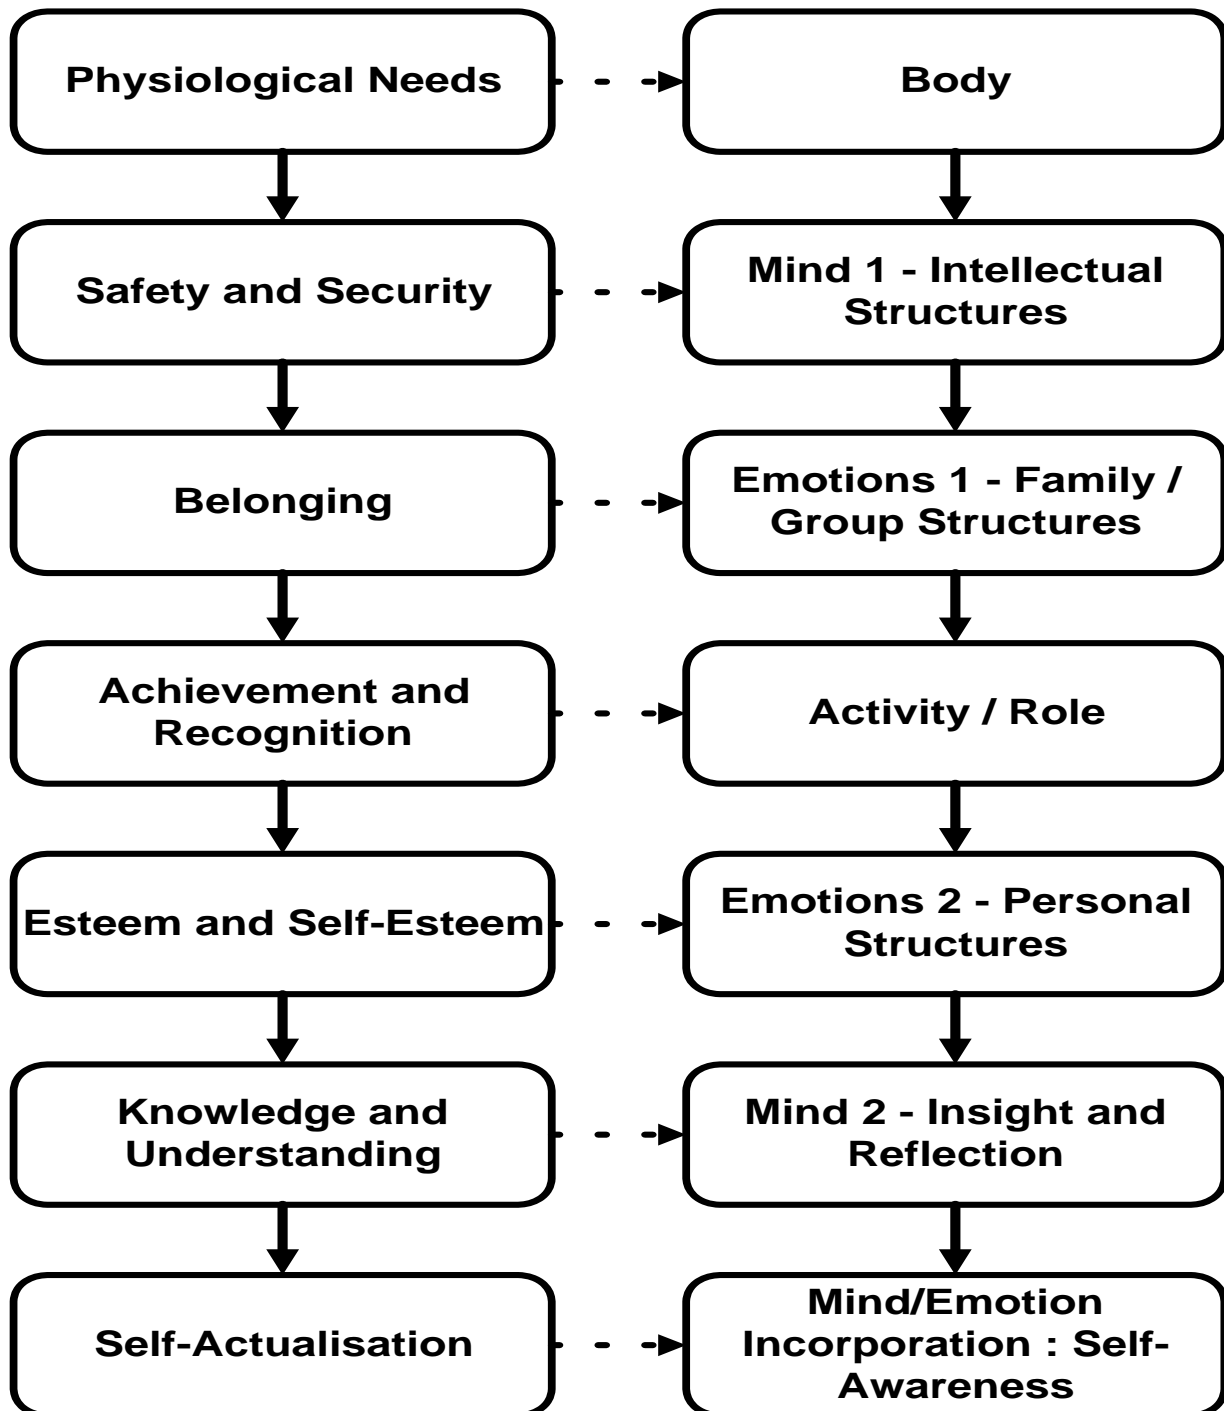 Physiological Needs
Body
Safety and Security
Mind 1 - Intellectual
Structures
Belonging
Emotions 1 - Family /
Group Structures
Achievement and
Recognition
Activity / Role
Esteem and Self-Esteem
Emotions 2 - Personal
Structures
Knowledge and
Understanding
Mind 2 - Insight and
Reflection
Self-Actualisation
Mind/Emotion
Incorporation : Self-
Awareness